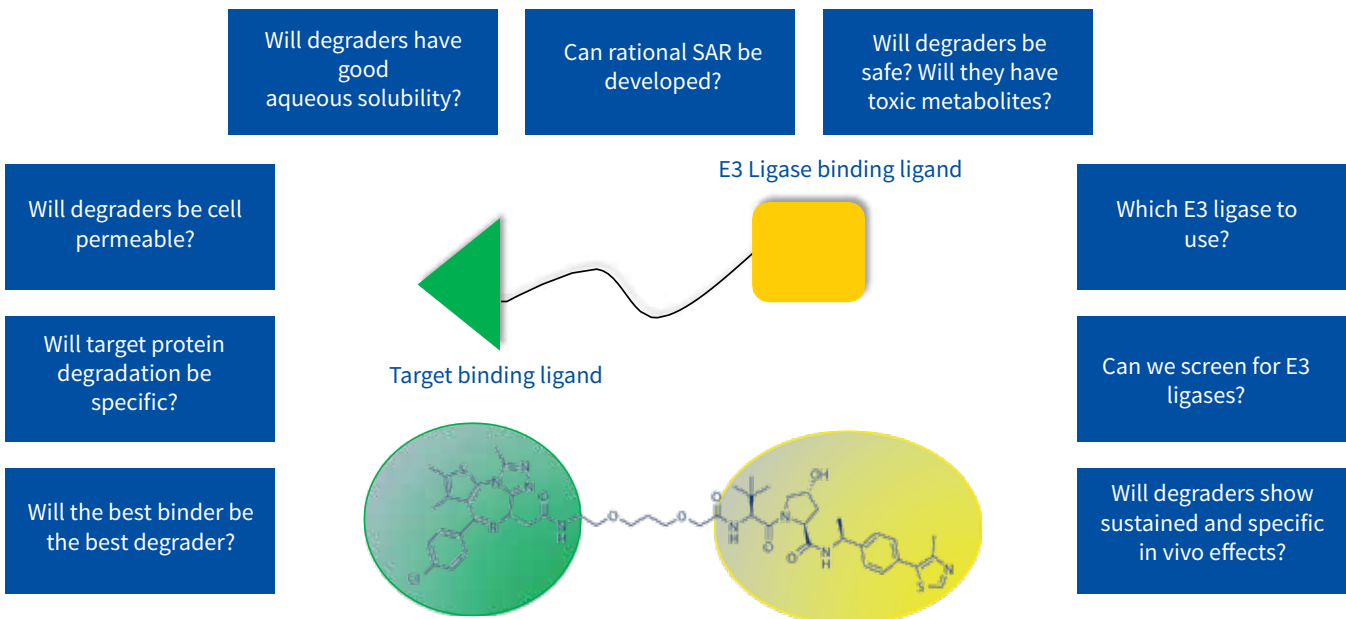 Will degraders have
good
aqueous solubility?
Can rational SAR be
developed?
Will degraders be
safe? Will they have
toxic metabolites?
Will degraders be cell
permeable?
E3 Ligase binding ligand
Which E3 ligase to
use?
Will target protein
degradation be
specific?
Target binding ligand
Can we screen for E3
ligases?
Will the best binder be
the best degrader?
Will degraders show
sustained and specific
in vivo effects?
S
N
N
N
N
Cl
O
N
H
O
O
O
N
H
O
N
OH
O
N
H
S
N